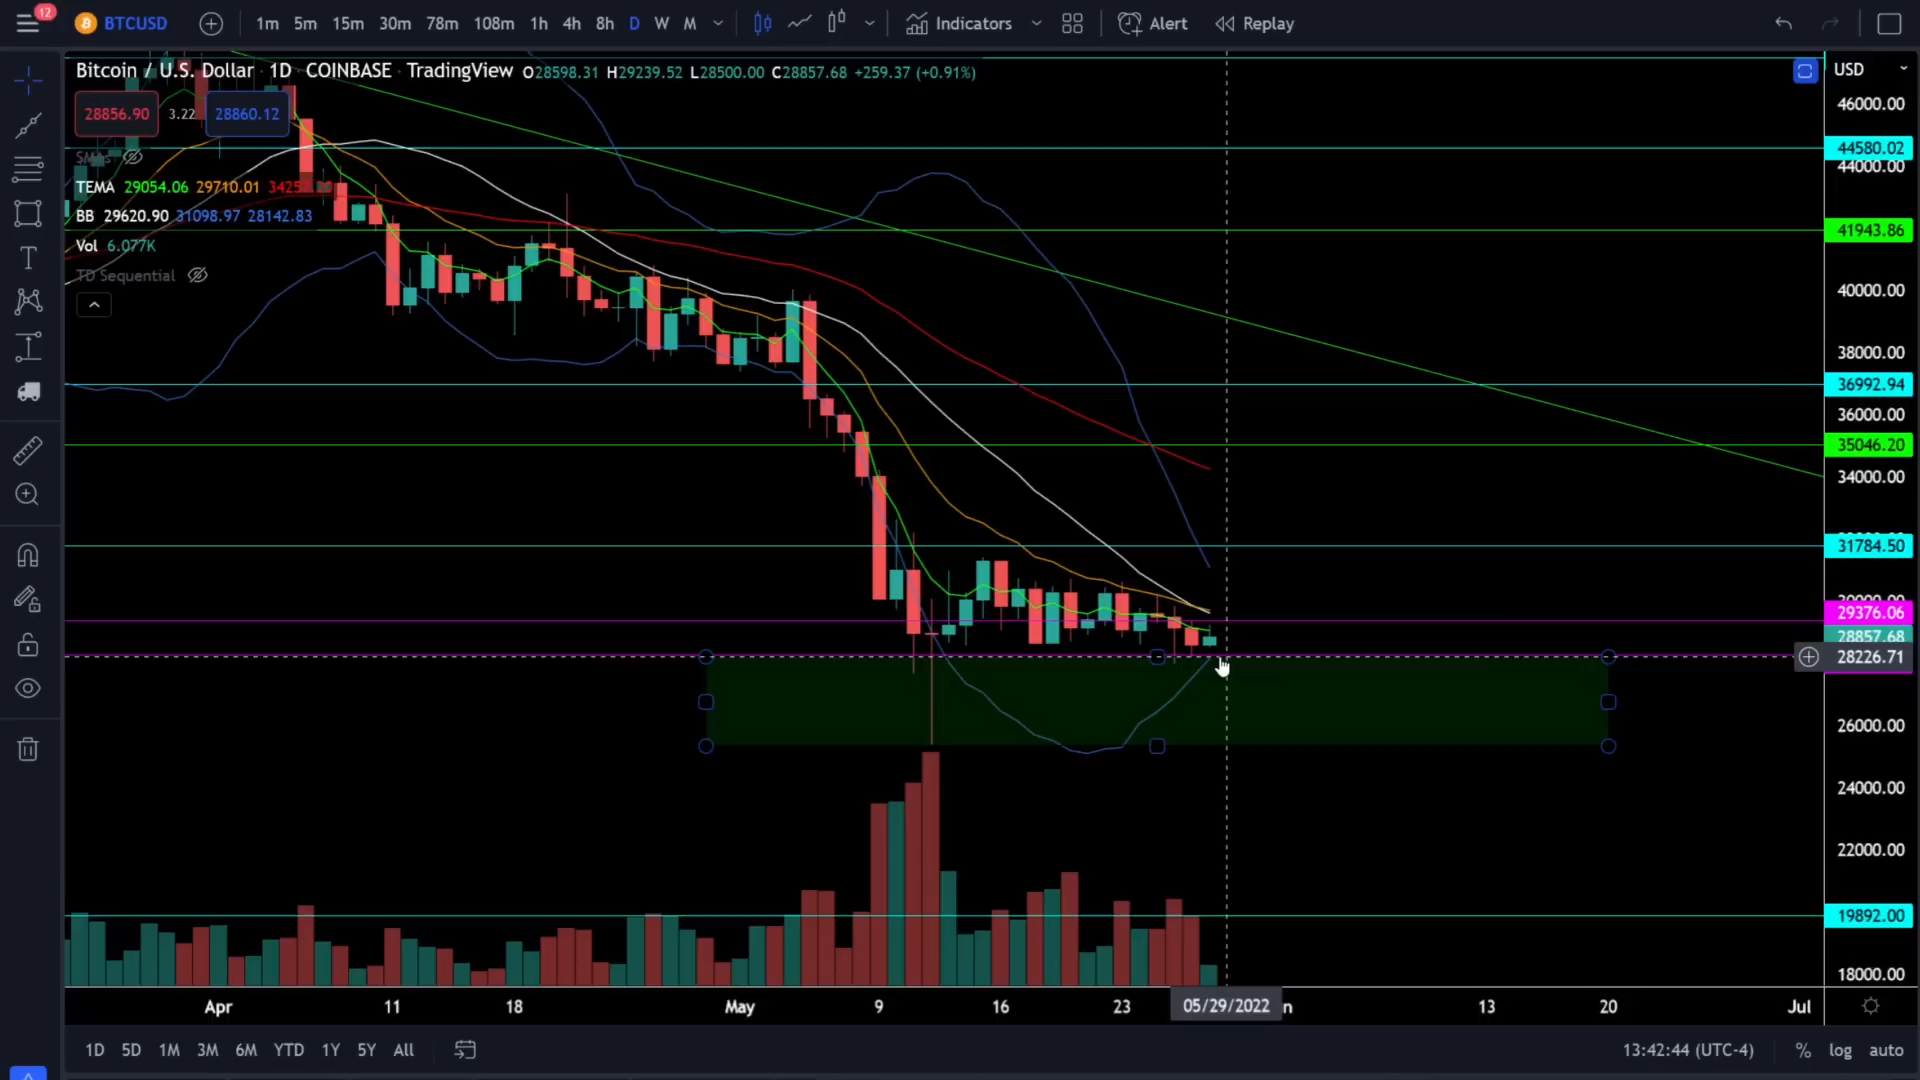 12
BTCUSD 1m 5m 15m 30m 78m 108m 1h 4h 8h D W M Indicators Alert Replay
Bitcoin / U.S. Dollar · 1D · COINBASE · TradingView O28598.31 H29239.52 L28500.00 C28857.68 +259.37 (+0.91%)
USD
46000.00
28856.90 3.22 28860.12
44580.02
SMAs
44000.00
TEMA 29054.06 29710.01
BB 29620.90 31098.97 28142.83
41943.86
Vol 6.077K
TD Sequential
40000.00
38000.00
36992.94
36000.00
35046.20
34000.00
31784.50
30000.00
29376.06
28857.68
28226.71
26000.00
24000.00
22000.00
19892.00
18000.00
Apr 11 18 May 9 16 23 05/29/2022 n 13 20 Jul
1D 5D 1M 3M 6M YTD 1Y 5Y All 13:42:44 (UTC-4) % log auto